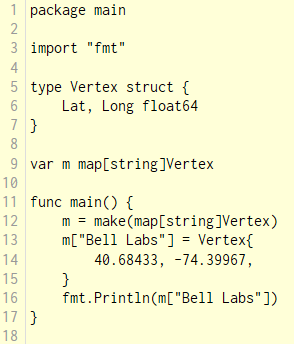 1 package main
2
3 import "fmt"
4
5 type Vertex struct {
6     Lat, Long float64
7 }
8
9 var m map[string]Vertex
10
11 func main() {
12     m = make(map[string]Vertex)
13     m["Bell Labs"] = Vertex{
14         40.68433, -74.39967,
15     }
16     fmt.Println(m["Bell Labs"])
17 }
18